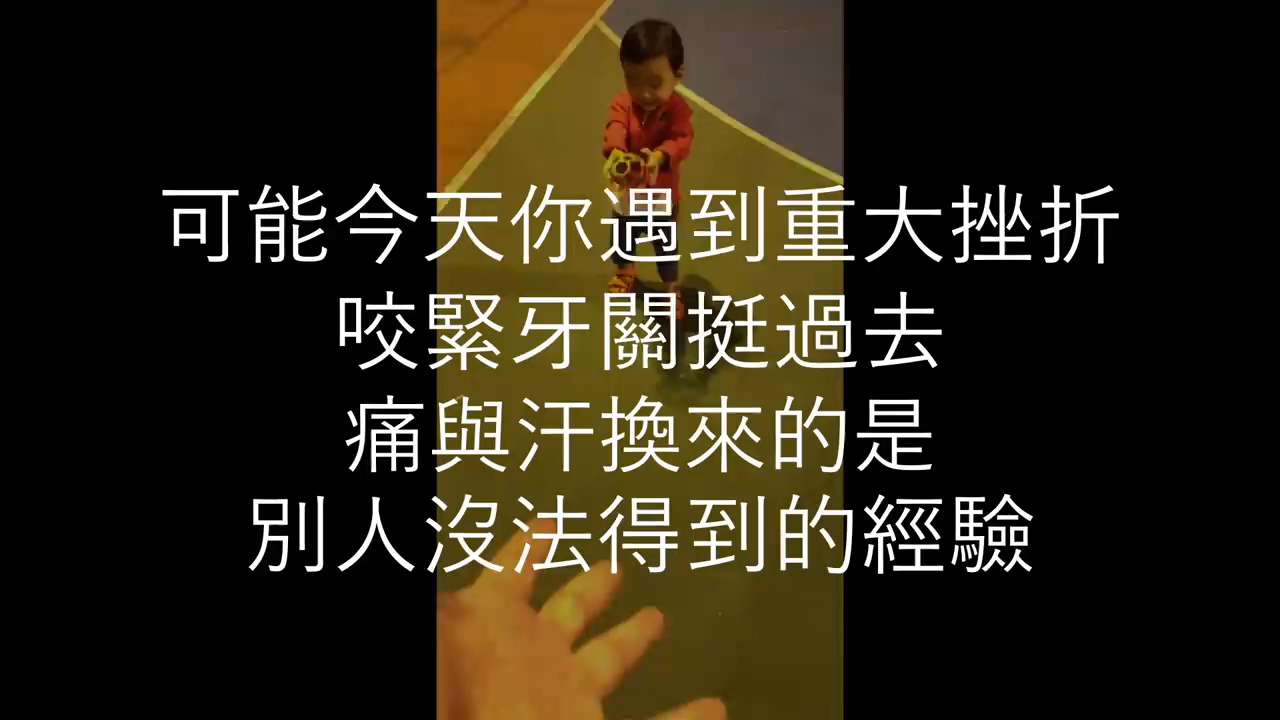 可能今天你遇到重大挫折
咬緊牙關挺過去
痛與汗換來的是
別人沒法得到的經驗